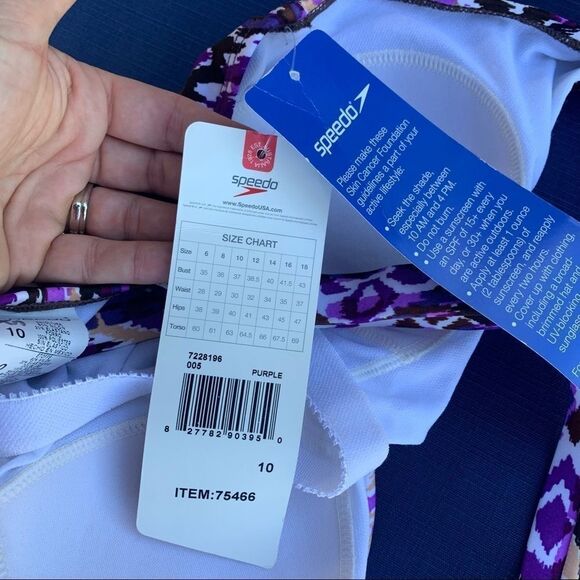 speedo
www.SpeedoUSA.com
SIZE CHART
Size 6 8 10 12 14 16 18
Bust 35 36 37 38.5 40 41.5 43
Waist 28 29 30 32 34 35 37
Hips 38 39 40 41 43 45 47
Torso 60 61 63 64.5 66 67.5 69
7228196
005 PURPLE
8 27782 90395 0
10
ITEM:75466
speedo
Please make these
Skin Cancer Foundation
guidelines a part of your
active lifestyle:
• Seek the shade,
especially between
10 AM and 4 PM.
• Do not burn.
• Use a sunscreen with
an SPF of 15+ every
day, or 30+ when you
are active outdoors.
• Apply at least 1 ounce
(2 tablespoons) of
sunscreen, and reapply
every two hours.
• Cover up with clothing
including a broad-
brimmed hat and
UV-blocking
sunglass
10